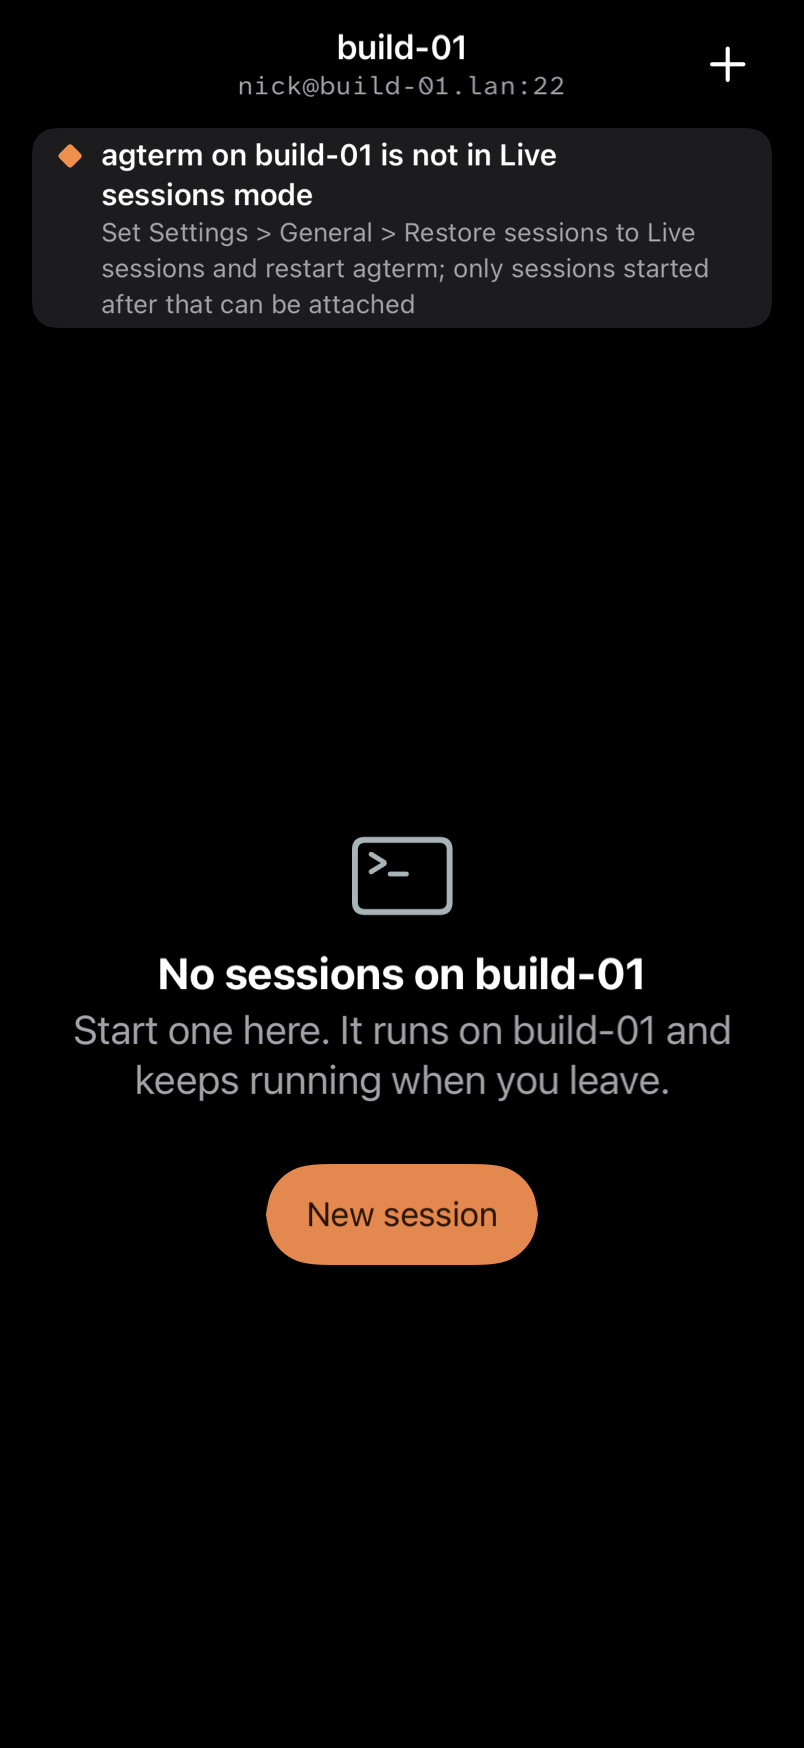 build-01
nick@build-01.lan:22
agterm on build-01 is not in Live
sessions mode
Set Settings > General > Restore sessions to Live
sessions and restart agterm; only sessions started
after that can be attached
No sessions on build-01
Start one here. It runs on build-01 and
keeps running when you leave.
New session